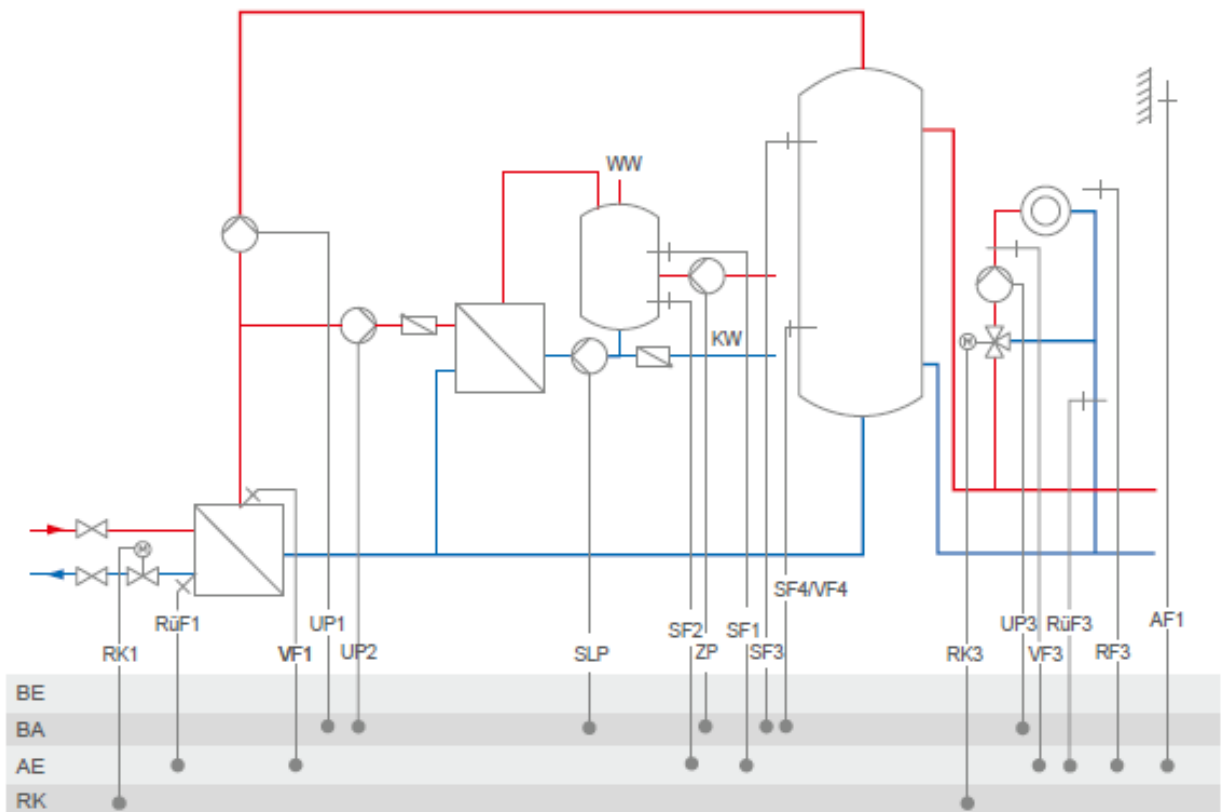 WW
M
KW
SF4/VF4
M
RüF1
UP1
SF2
SF1
UP3
RüF3
AF1
RK1
VF1
UP2
SLP
ZP
SF3
RK3
VF3
RF3
BE
BA
AE
RK